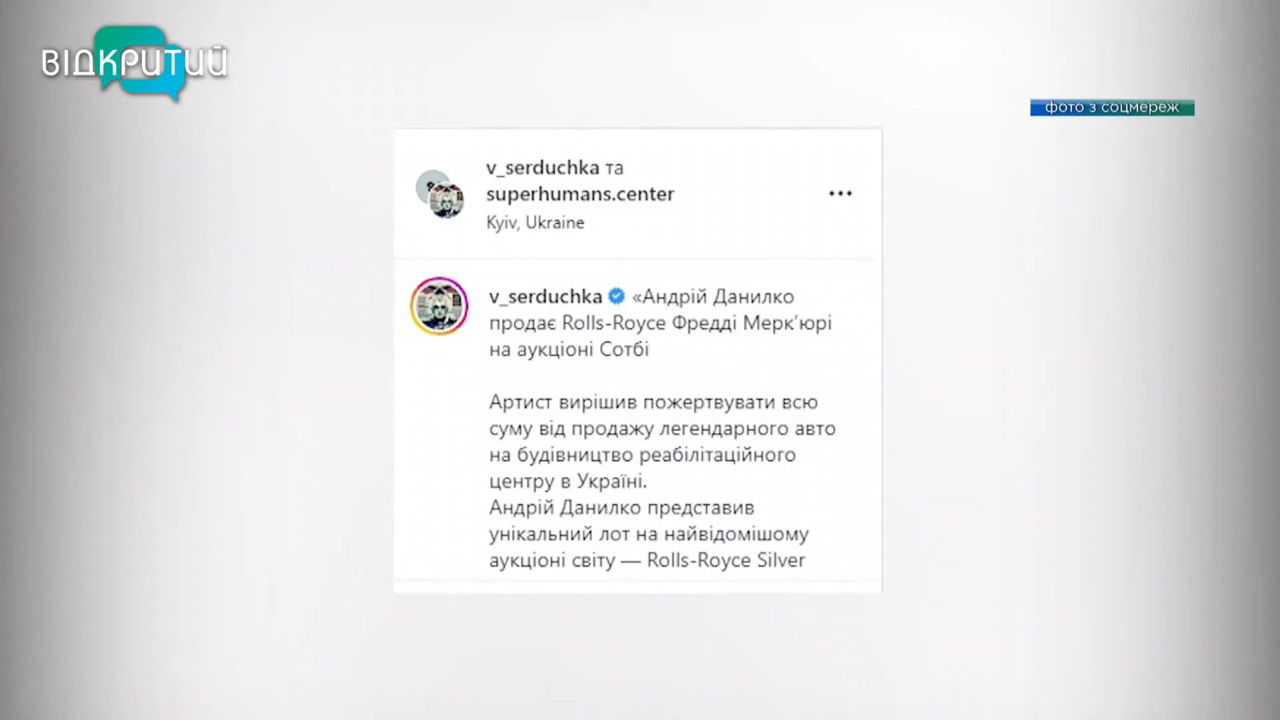 ВІДКРИТИЙ
фото з соцмереж
v_serduchka та
superhumans.center
Kyiv, Ukraine
v_serduchka «Андрій Данилко
продає Rolls-Royce Фредді Мерк’юрі
на аукціоні Сотбі
Артист вирішив пожертвувати всю
суму від продажу легендарного авто
на будівництво реабілітаційного
центру в Україні.
Андрій Данилко представив
унікальний лот на найвідомішому
аукціоні світу — Rolls-Royce Silver